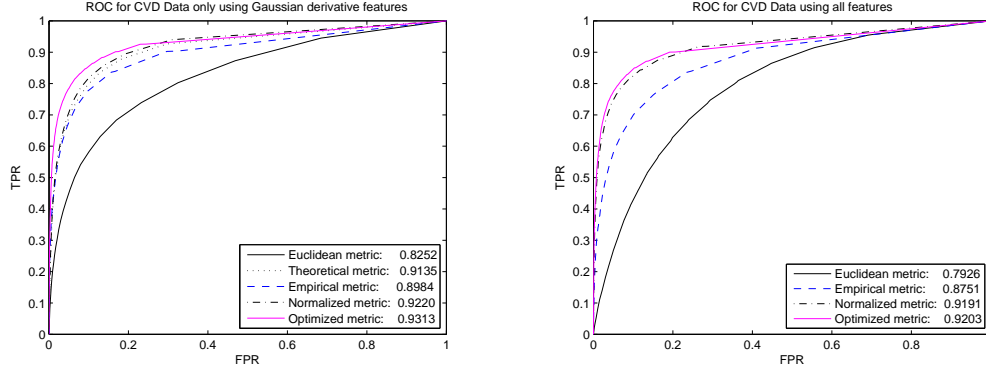 ROC for CVD Data only using Gaussian derivative features
1
0.9
0.8
0.7
0.6
0.5
0.4
0.3
0.2
0.1
0
TPR
0 0.2 0.4 0.6 0.8 1
FPR
Euclidean metric: 0.8252
Theoretical metric: 0.9135
Empirical metric: 0.8984
Normalized metric: 0.9220
Optimized metric: 0.9313
ROC for CVD Data using all features
1
0.9
0.8
0.7
0.6
0.5
0.4
0.3
0.2
0.1
0
TPR
0 0.2 0.4 0.6 0.8
FPR
Euclidean metric: 0.7926
Empirical metric: 0.8751
Normalized metric: 0.9191
Optimized metric: 0.9203